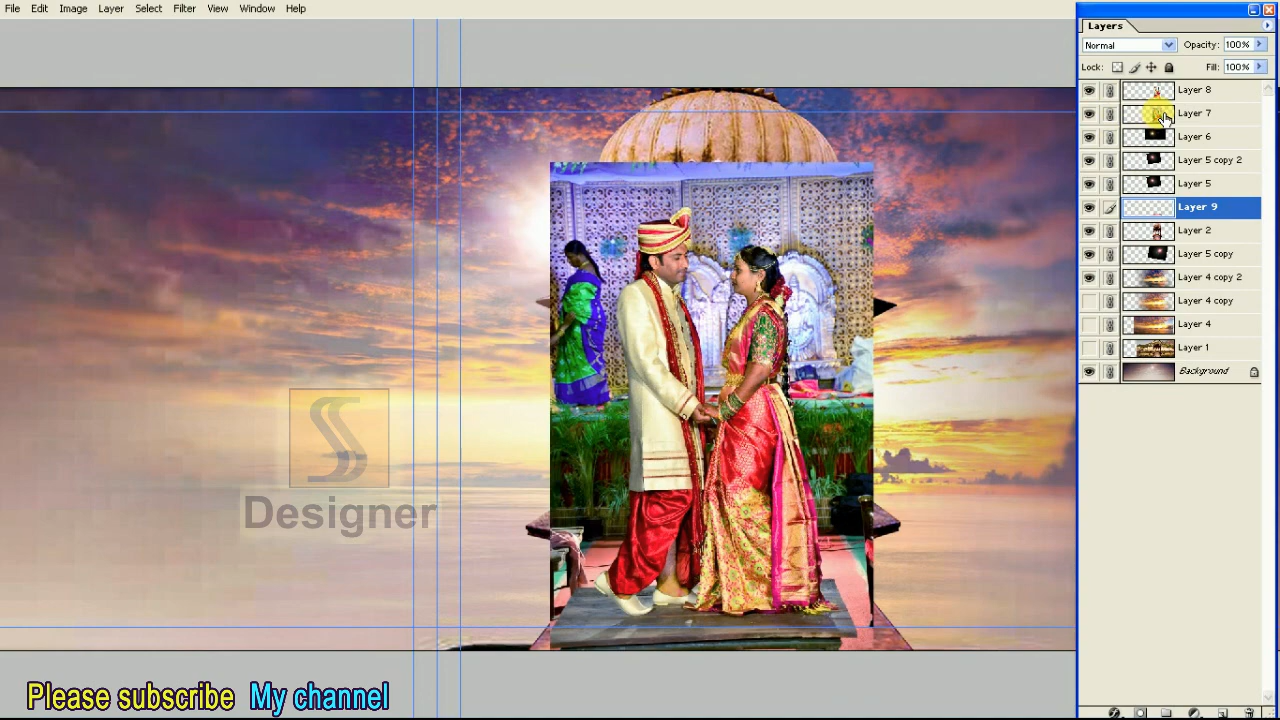 File Edit Image Layer Select Filter View Window Help
Layers
Normal Opacity: 100%
Lock: Fill: 100%
Layer 8
Layer 7
Layer 6
Layer 5 copy 2
Layer 5
Layer 9
Layer 2
Layer 5 copy
Layer 4 copy 2
Layer 4 copy
Layer 4
Layer 1
Background
S
Designer
Please subscribe My channel